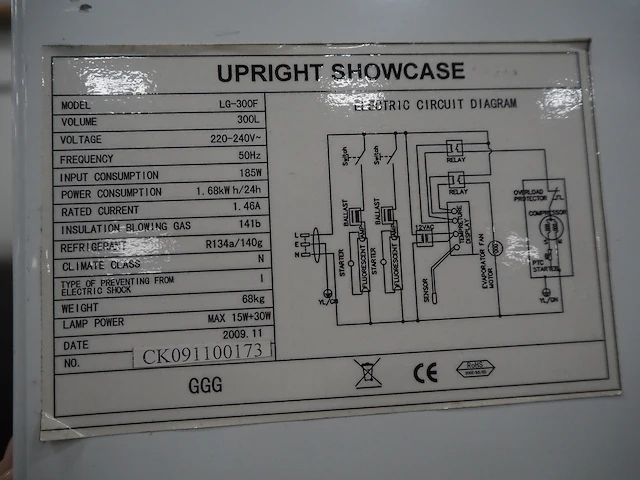 UPRIGHT SHOWCASE
MODEL LG-300F
VOLUME 300L
VOLTAGE 220-240V~
FREQUENCY 50Hz
INPUT CONSUMPTION 185W
POWER CONSUMPTION 1.68kWh/24h
RATED CURRENT 1.46A
INSULATION BLOWING GAS 141b
REFRIGERANT R134a/140g
CLIMATE CLASS N
TYPE OF PREVENTING FROM
ELECTRIC SHOCK I
WEIGHT 68kg
LAMP POWER MAX 15W+30W
DATE 2009.11
NO. CK091100173
GGG
ELECTRIC CIRCUIT DIAGRAM
Switch
Switch
RELAY
RELAY
OVERLOAD
PROTECTOR
COMPRESSOR
BALLAST
BALLAST
12VAC
DISPLAY
L
E
N
STARTER
FLUORESCENT LAMP
STARTER
FLUORESCENT LAMP
SENSOR
EVAPORATOR FAN
MOTOR
PTC
STARTER
YL/GN
YL/GN
CE
RoHS